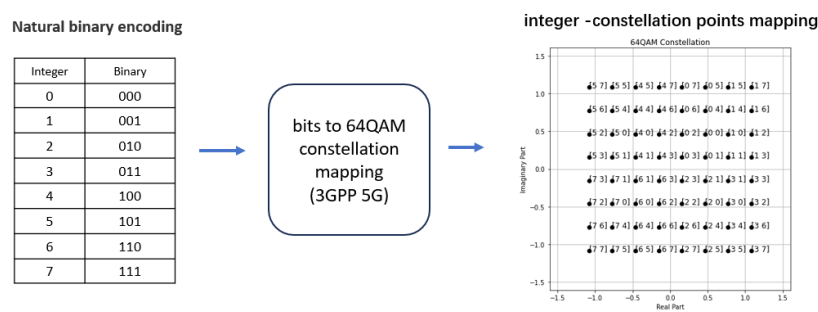 Natural binary encoding
Integer Binary
0 000
1 001
2 010
3 011
4 100
5 101
6 110
7 111
bits to 64QAM
constellation
mapping
(3GPP 5G)
integer -constellation points mapping
64QAM Constellation
Imaginary Part
1.5
[5 7] [5 5] [4 5] [4 7] [0 7] [0 5] [1 5] [1 7]
1.0
[5 6] [5 4] [4 4] [4 6] [0 6] [0 4] [1 4] [1 6]
0.5
[5 2] [5 0] [4 0] [4 2] [0 2] [0 0] [1 0] [1 2]
[5 3] [5 1] [4 1] [4 3] [0 3] [0 1] [1 1] [1 3]
0.0
[7 3] [7 1] [6 1] [6 3] [2 3] [2 1] [3 1] [3 3]
[7 2] [7 0] [6 0] [6 2] [2 2] [2 0] [3 0] [3 2]
−0.5
[7 6] [7 4] [6 4] [6 6] [2 6] [2 4] [3 4] [3 6]
−1.0
[7 7] [7 5] [6 5] [6 7] [2 7] [2 5] [3 5] [3 7]
−1.5
−1.5 −1.0 −0.5 0.0 0.5 1.0 1.5
Real Part